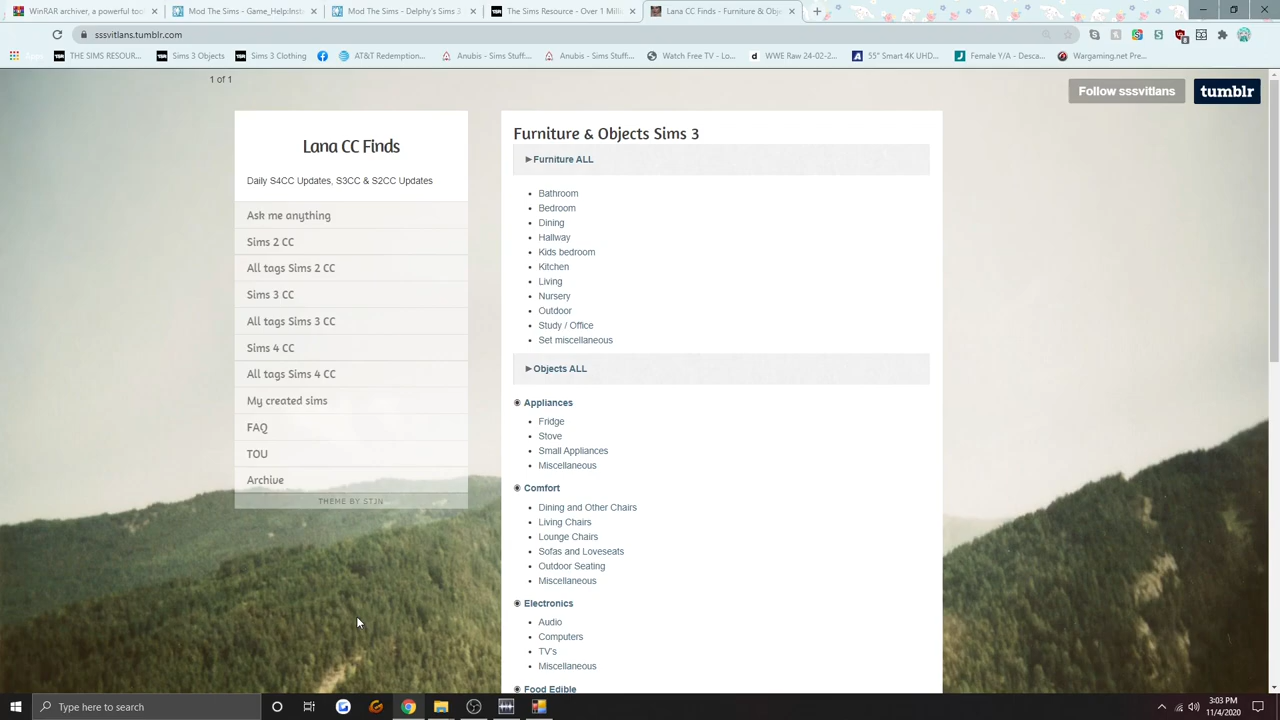 WinRAR archiver, a powerful too
Mod The Sims - Game_Help:Inst
Mod The Sims - Delphy's Sims 3
The Sims Resource - Over 1 Milli
Lana CC Finds - Furniture & Obje
sssvitlans.tumblr.com
Apps
THE SIMS RESOUR...
Sims 3 Objects
Sims 3 Clothing
AT&T Redemption...
Anubis - Sims Stuff:...
Anubis - Sims Stuff:...
Watch Free TV - Lo...
WWE Raw 24-02-2...
55" Smart 4K UHD...
Female Y/A – Desca...
Wargaming.net Pre...
1 of 1
Follow sssvitlans
tumblr
Lana CC Finds
Daily S4CC Updates, S3CC & S2CC Updates
Ask me anything
Sims 2 CC
All tags Sims 2 CC
Sims 3 CC
All tags Sims 3 CC
Sims 4 CC
All tags Sims 4 CC
My created sims
FAQ
TOU
Archive
THEME BY STJN
Furniture & Objects Sims 3
►Furniture ALL
• Bathroom
• Bedroom
• Dining
• Hallway
• Kids bedroom
• Kitchen
• Living
• Nursery
• Outdoor
• Study / Office
• Set miscellaneous
►Objects ALL
◉ Appliances
• Fridge
• Stove
• Small Appliances
• Miscellaneous
◉ Comfort
• Dining and Other Chairs
• Living Chairs
• Lounge Chairs
• Sofas and Loveseats
• Outdoor Seating
• Miscellaneous
◉ Electronics
• Audio
• Computers
• TV's
• Miscellaneous
◉ Food Edible
Type here to search
3:03 PM
11/4/2020